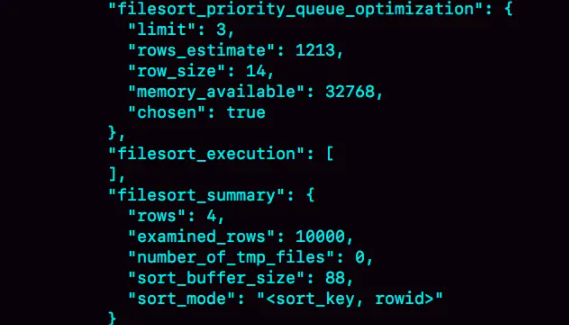 "filesort_priority_queue_optimization": {
"limit": 3,
"rows_estimate": 1213,
"row_size": 14,
"memory_available": 32768,
"chosen": true
},
"filesort_execution": [
],
"filesort_summary": {
"rows": 4,
"examined_rows": 10000,
"number_of_tmp_files": 0,
"sort_buffer_size": 88,
"sort_mode": "<sort_key, rowid>"
}